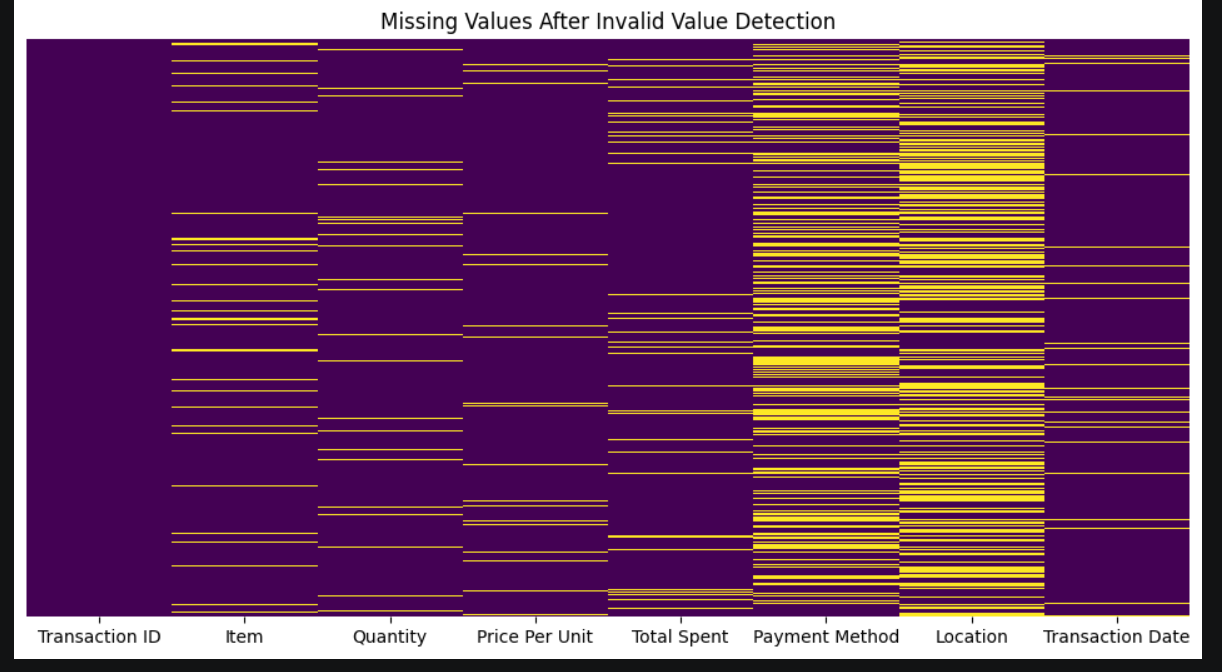 Missing Values After Invalid Value Detection
Transaction ID Item Quantity Price Per Unit Total Spent Payment Method Location Transaction Date